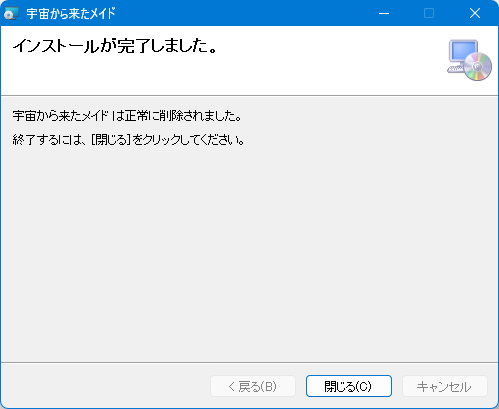 宇宙から来たメイド
インストールが完了しました。
宇宙から来たメイド は正常に削除されました。
終了するには、[閉じる]をクリックしてください。
< 戻る(B)
閉じる(C)
キャンセル